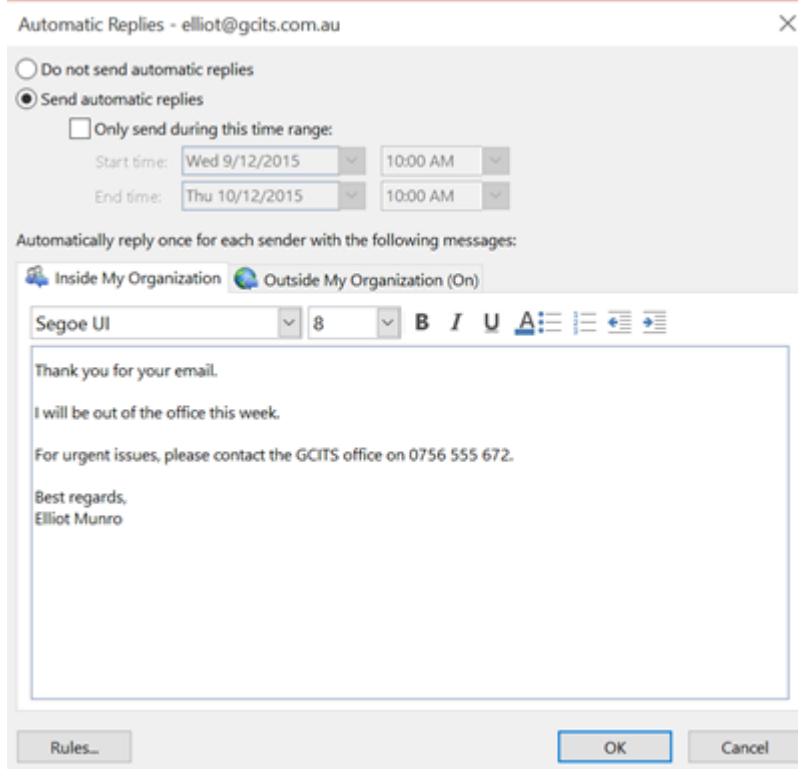 Automatic Replies - elliot@gcits.com.au
Do not send automatic replies
Send automatic replies
Only send during this time range:
Start time: Wed 9/12/2015 10:00 AM
End time: Thu 10/12/2015 10:00 AM
Automatically reply once for each sender with the following messages:
Inside My Organization Outside My Organization (On)
Segoe UI 8 B I U A
Thank you for your email.
I will be out of the office this week.
For urgent issues, please contact the GCITS office on 0756 555 672.
Best regards,
Elliot Munro
Rules... OK Cancel